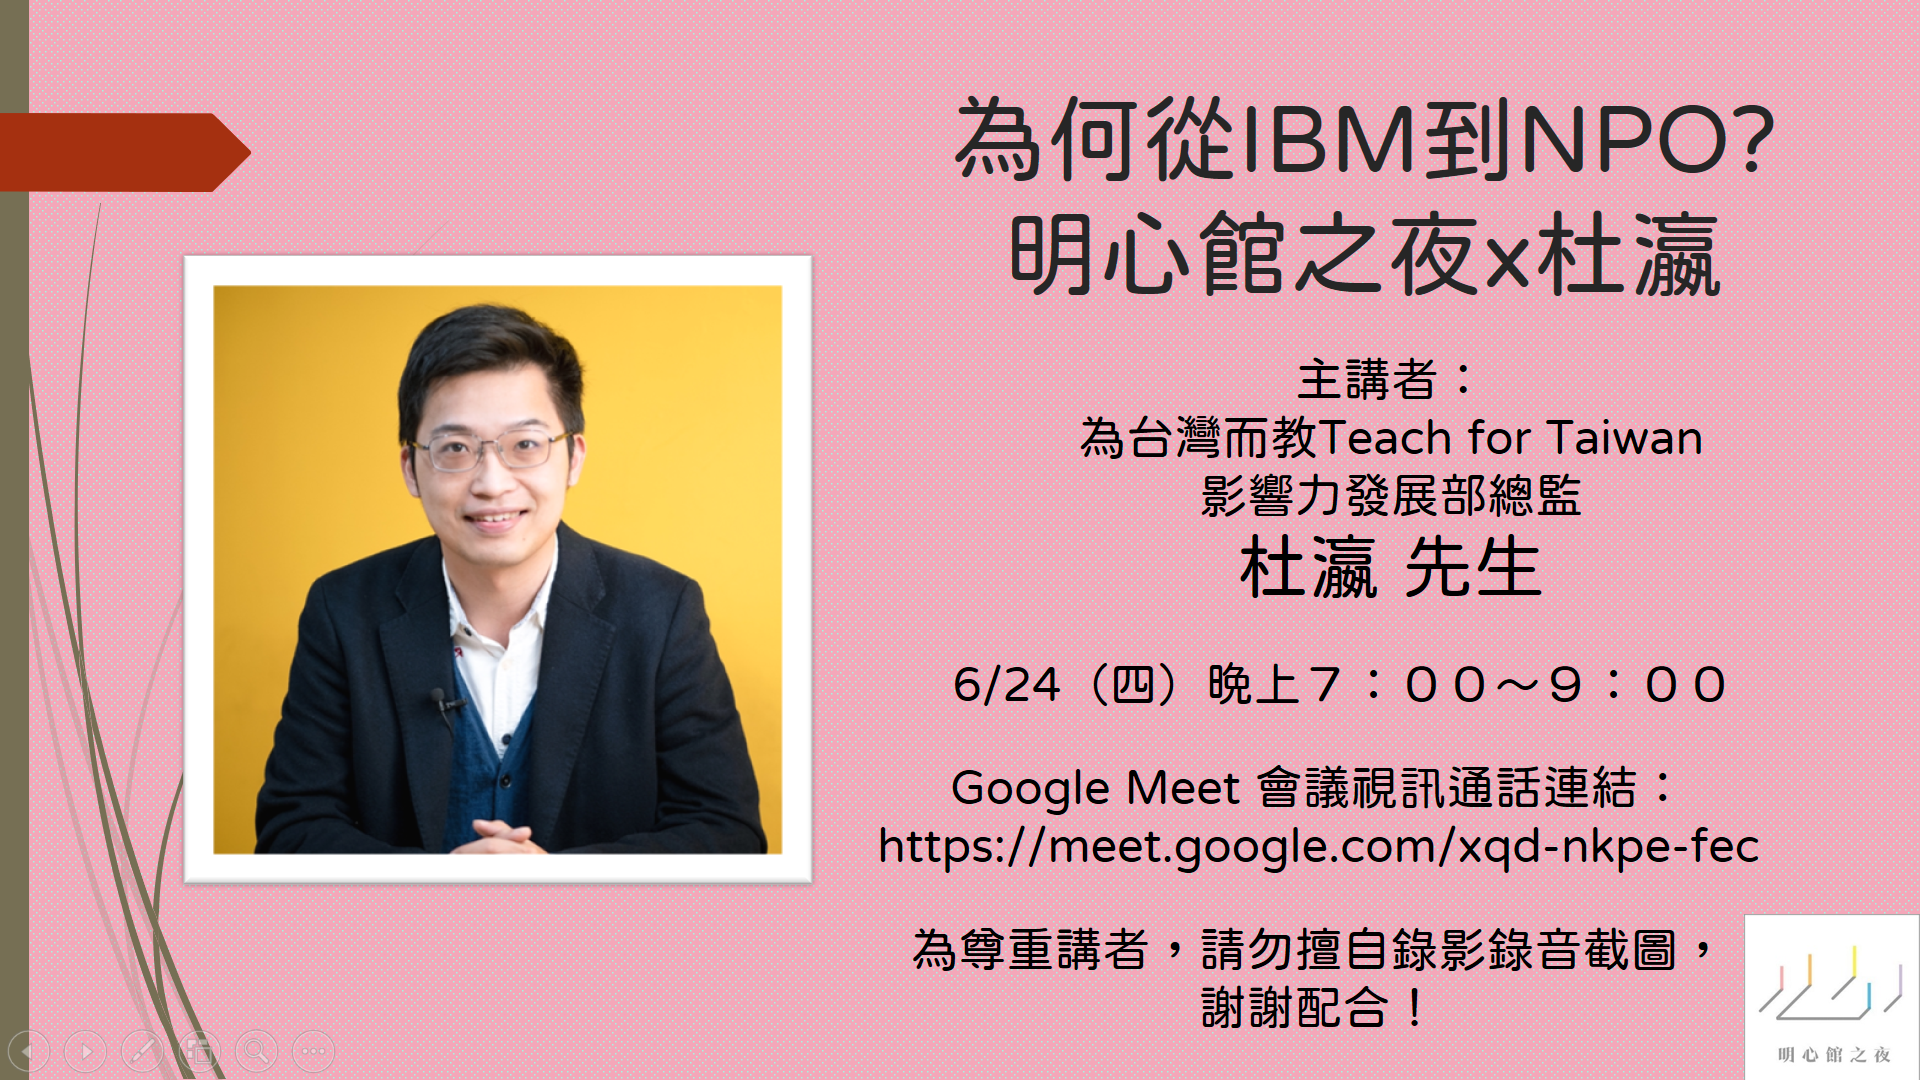 為何從IBM到NPO?
明心館之夜x杜瀛
主講者：
為台灣而教Teach for Taiwan
影響力發展部總監
杜瀛 先生
6/24（四）晚上７：００～９：００
Google Meet 會議視訊通話連結：
https://meet.google.com/xqd-nkpe-fec
為尊重講者，請勿擅自錄影錄音截圖，
謝謝配合！
明心館之夜